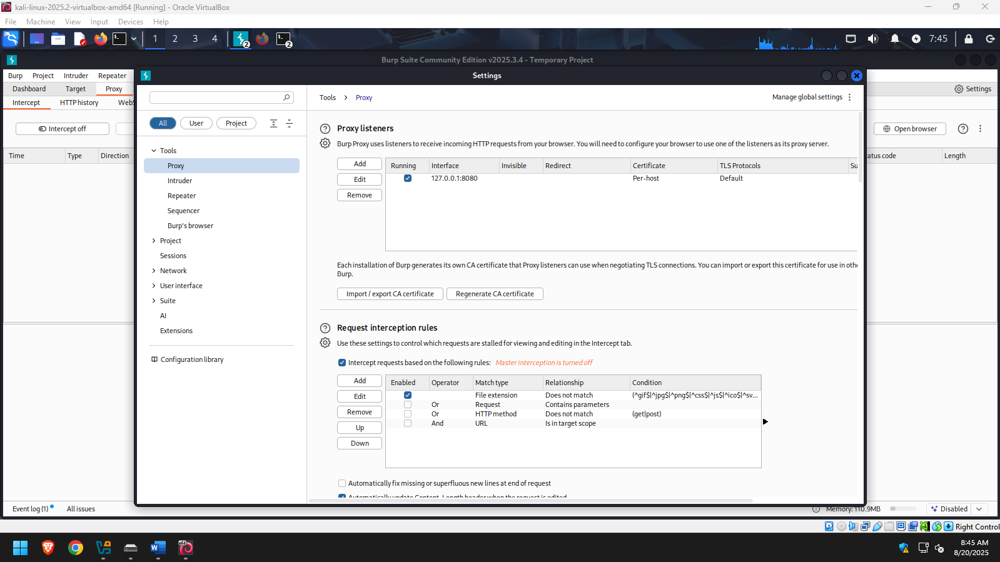 kali-linux-2025.2-virtualbox-amd64 [Running] - Oracle VirtualBox
File Machine View Input Devices Help
1 2 3 4 2 2 7:45
Burp Suite Community Edition v2025.3.4 - Temporary Project
Burp Project Intruder Repeater
Settings
Dashboard Target Proxy
Settings
Intercept HTTP history WebS
Tools > Proxy
Manage global settings
All User Project
Intercept off
Open browser
Proxy listeners
Burp Proxy uses listeners to receive incoming HTTP requests from your browser. You will need to configure your browser to use one of the listeners as its proxy server.
Time Type Direction
atus code Length
Tools
Proxy
Intruder
Repeater
Sequencer
Burp's browser
Project
Sessions
Network
User interface
Suite
AI
Extensions
Configuration library
Add
Edit
Remove
Running Interface Invisible Redirect Certificate TLS Protocols Su
127.0.0.1:8080 Per-host Default
Each installation of Burp generates its own CA certificate that Proxy listeners can use when negotiating TLS connections. You can import or export this certificate for use in othe
Burp.
Import / export CA certificate Regenerate CA certificate
Request interception rules
Use these settings to control which requests are stalled for viewing and editing in the Intercept tab.
Intercept requests based on the following rules: Master interception is turned off
Add
Edit
Remove
Up
Down
Enabled Operator Match type Relationship Condition
File extension Does not match (^gif$|^jpg$|^png$|^css$|^js$|^ico$|^sv...
Or Request Contains parameters
Or HTTP method Does not match (get|post)
And URL Is in target scope
Automatically fix missing or superfluous new lines at end of request
Automatically update Content-Length header when the request is edited
Event log (1) All issues
Memory: 110.9MB Disabled
Right Control
8:45 AM
8/20/2025